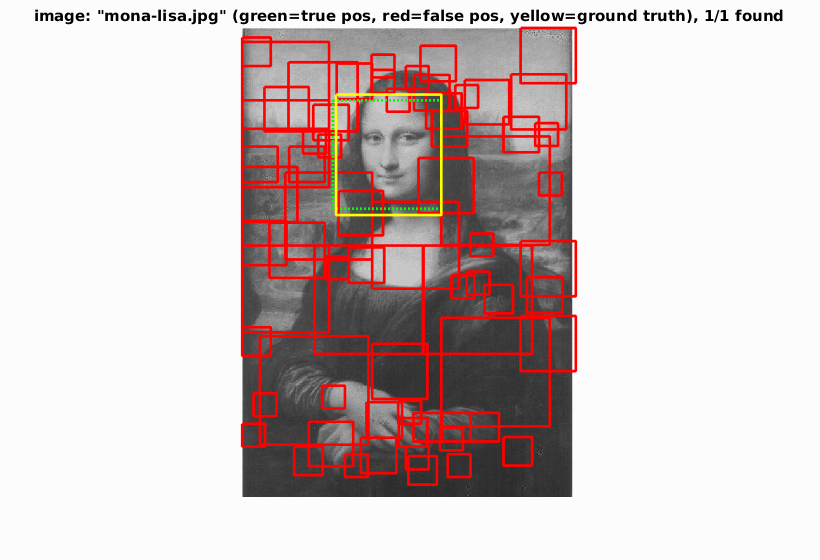 image: "mona-lisa.jpg" (green=true pos, red=false pos, yellow=ground truth), 1/1 found